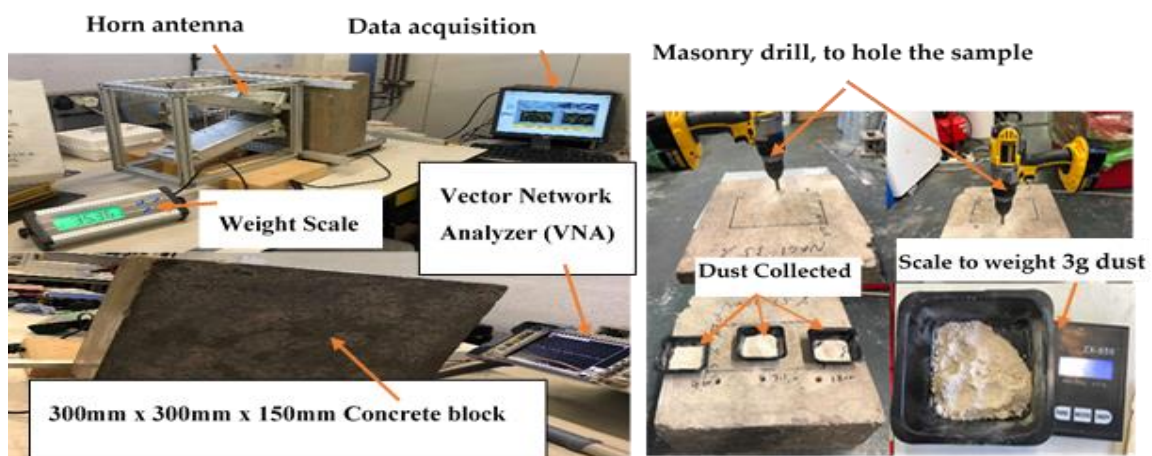 Horn antenna
Data acquisition
Weight Scale
Vector Network
Analyzer (VNA)
300mm x 300mm x 150mm Concrete block
Masonry drill, to hole the sample
Dust Collected
Scale to weight 3g dust